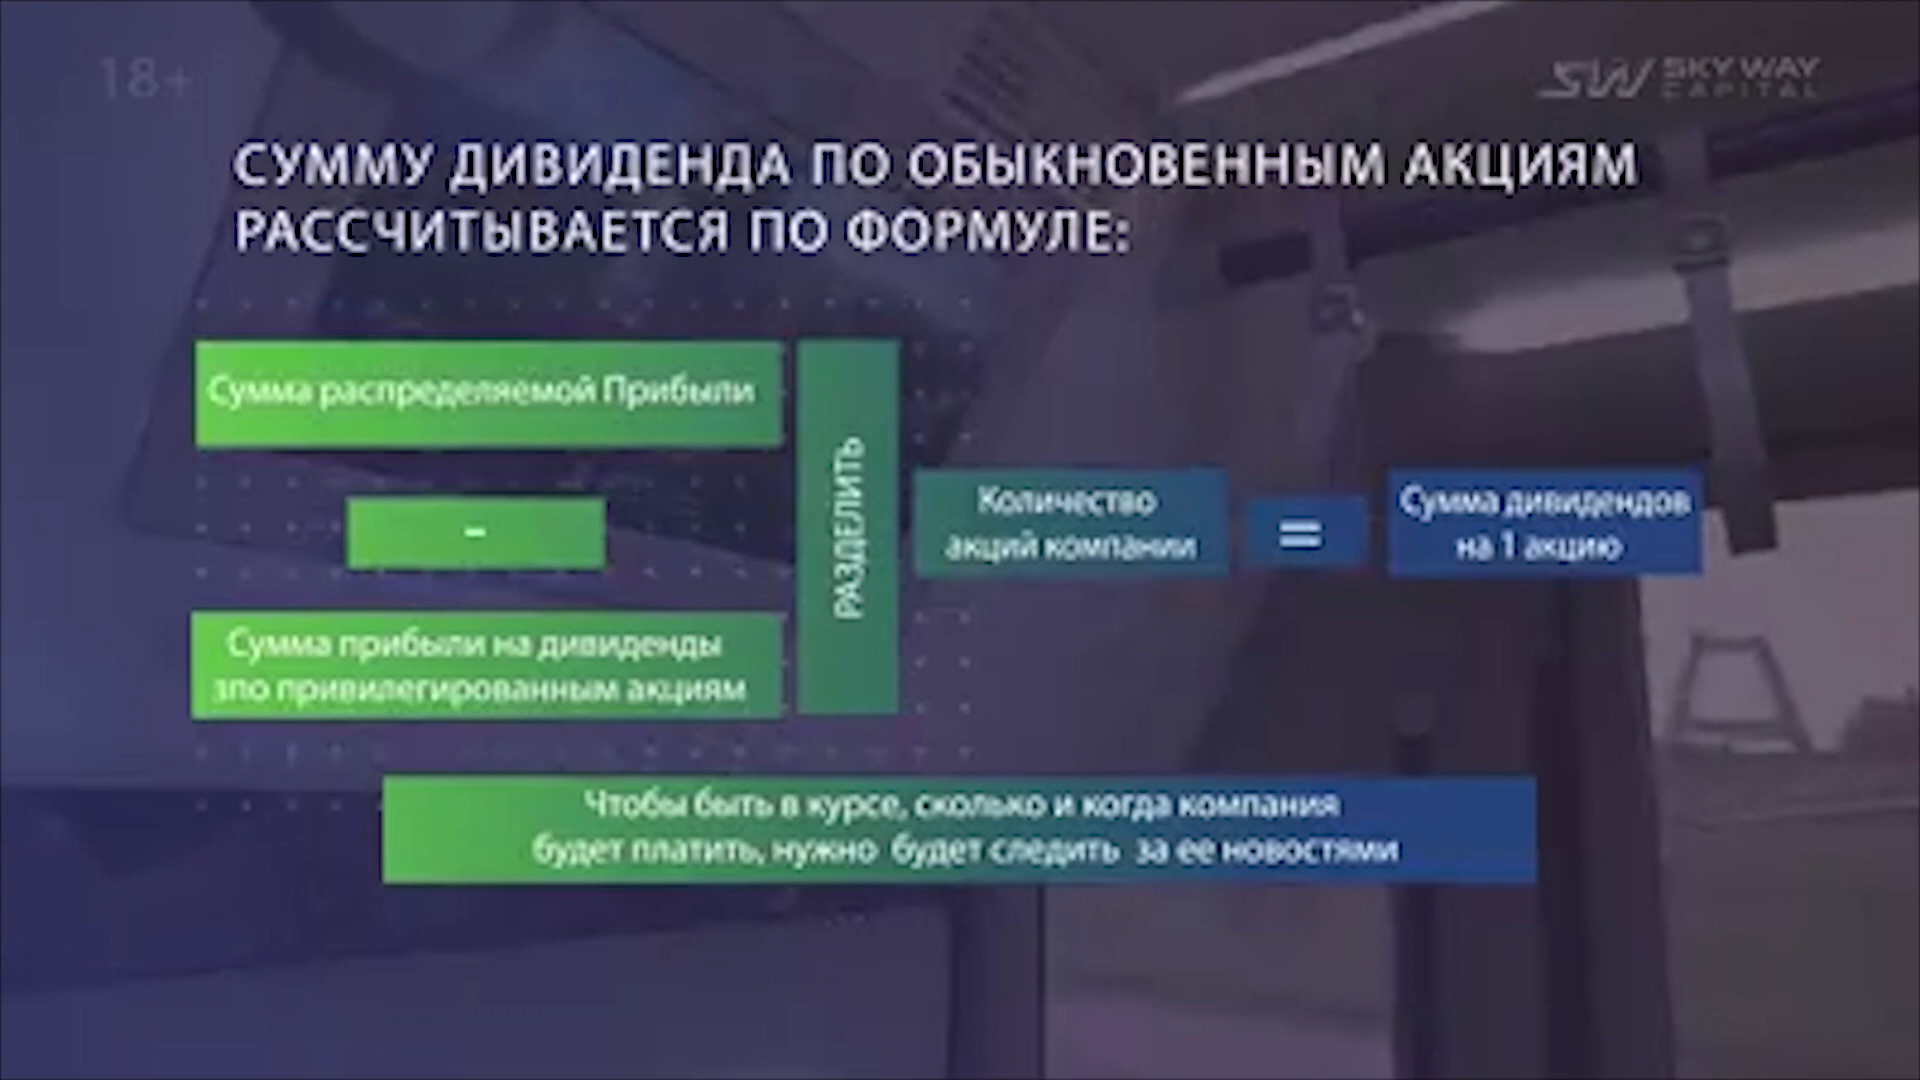 18+
SW SKY WAY
CAPITAL
СУММУ ДИВИДЕНДА ПО ОБЫКНОВЕННЫМ АКЦИЯМ
РАССЧИТЫВАЕТСЯ ПО ФОРМУЛЕ:
Сумма распределяемой Прибыли
-
Сумма прибыли на дивиденды
зпо привилегированным акциям
РАЗДЕЛИТЬ
Количество
акций компании
=
Сумма дивидендов
на 1 акцию
Чтобы быть в курсе, сколько и когда компания
будет платить, нужно будет следить за ее новостями